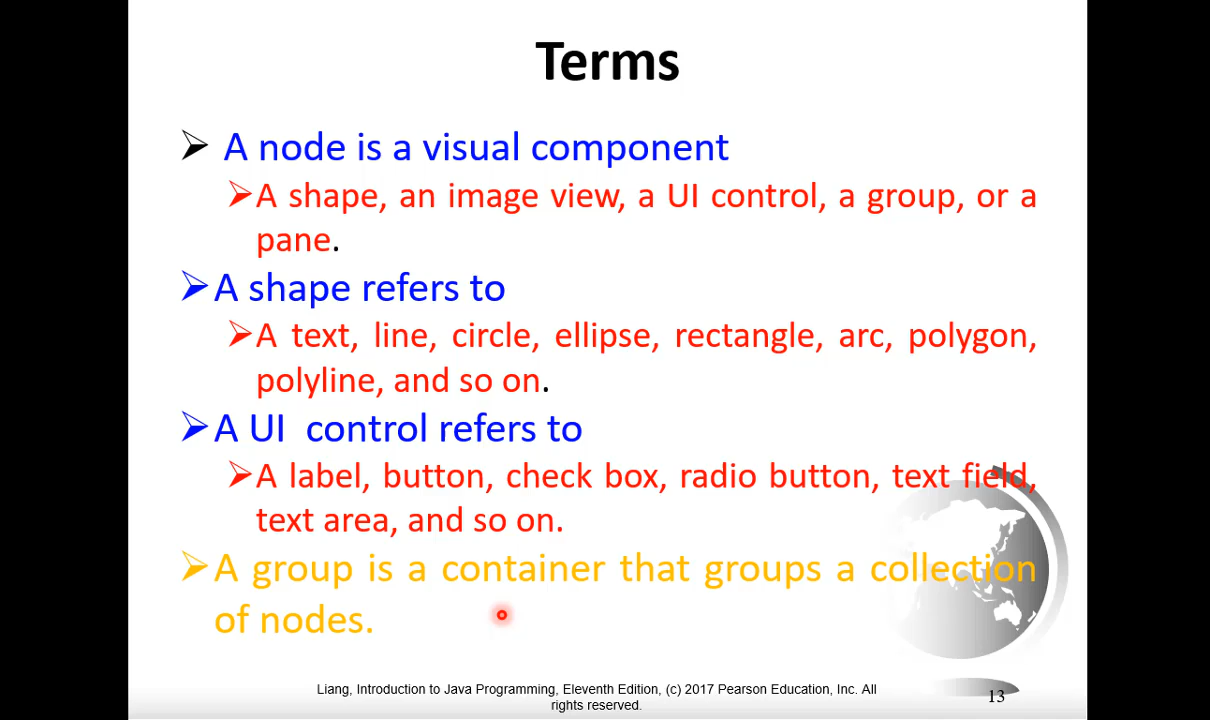 Terms
A node is a visual component
A shape, an image view, a UI control, a group, or a
pane.
A shape refers to
A text, line, circle, ellipse, rectangle, arc, polygon,
polyline, and so on.
A UI  control refers to
A label, button, check box, radio button, text field,
text area, and so on.
A group is a container that groups a collection
of nodes.
Liang, Introduction to Java Programming, Eleventh Edition, (c) 2017 Pearson Education, Inc. All
rights reserved.
13